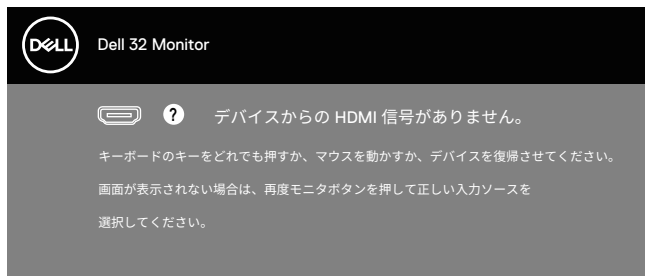 DELL
Dell 32 Monitor
? デバイスからの HDMI 信号がありません。
キーボードのキーをどれでも押すか、マウスを動かすか、デバイスを復帰させてください。
画面が表示されない場合は、再度モニタボタンを押して正しい入力ソースを
選択してください。